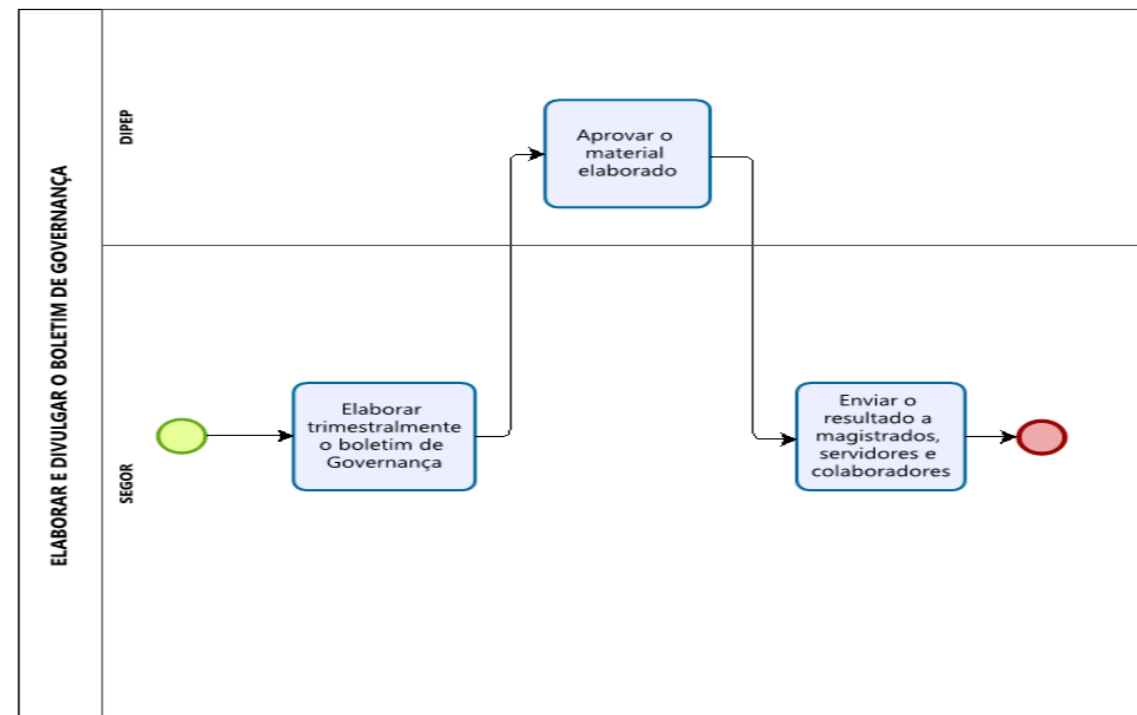 ELABORAR E DIVULGAR O BOLETIM DE GOVERNANÇA
DIPEP
Aprovar o
material
elaborado
SEGOR
Elaborar
trimestralmente
o boletim de
Governança
Enviar o
resultado a
magistrados,
servidores e
colaboradores